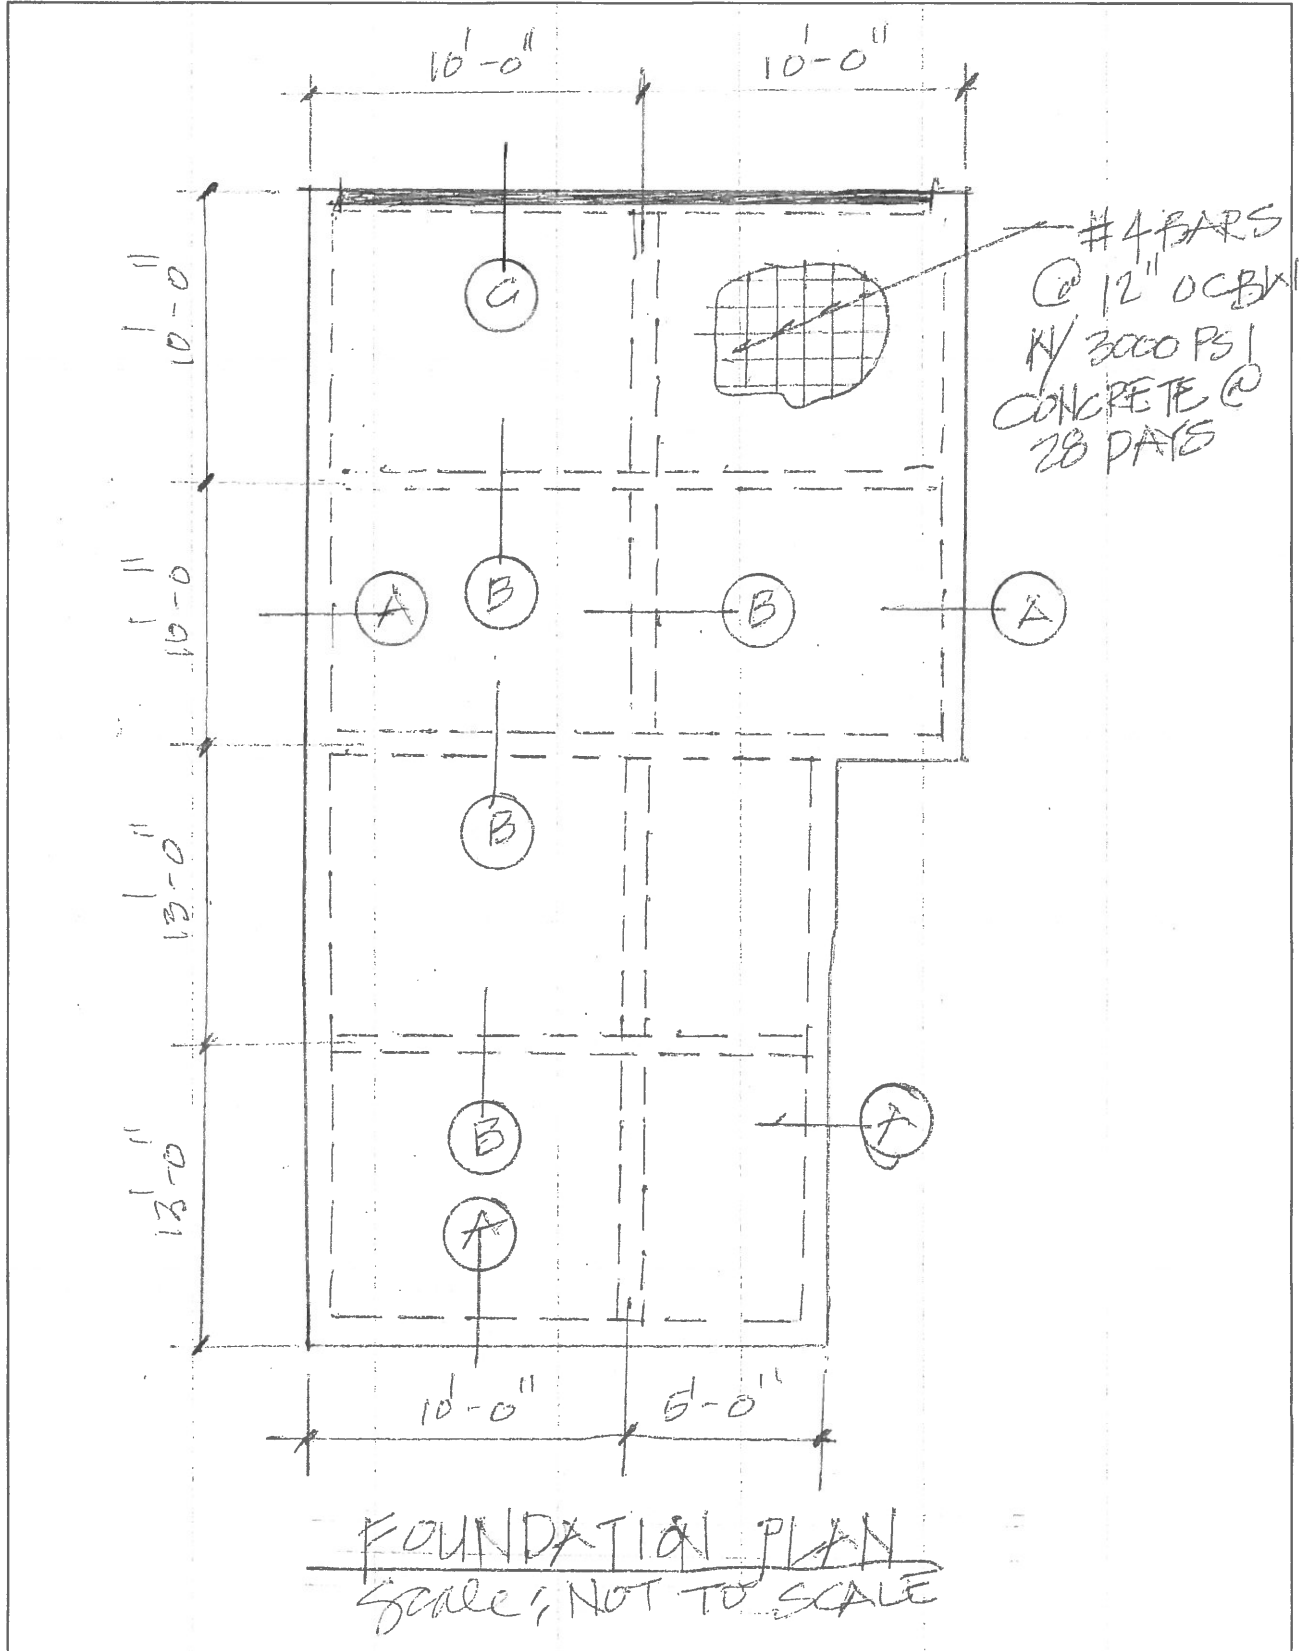 10'-0" 10'-0"
10'-0"
#4 BARS
@ 12" OCBW
W/ 3000 PSI
CONCRETE @
28 DAYS
10'-0"
A B B A
13'-0"
B
13'-0"
B A
A
10'-0" 5'-0"
FOUNDATION PLAN
Scale: NOT TO SCALE